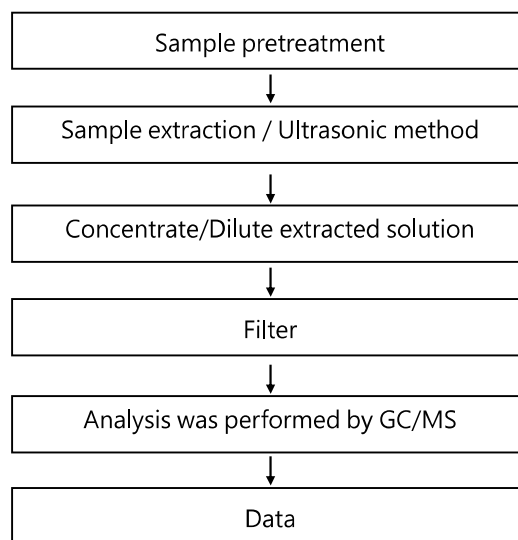 Sample pretreatment
Sample extraction / Ultrasonic method
Concentrate/Dilute extracted solution
Filter
Analysis was performed by GC/MS
Data